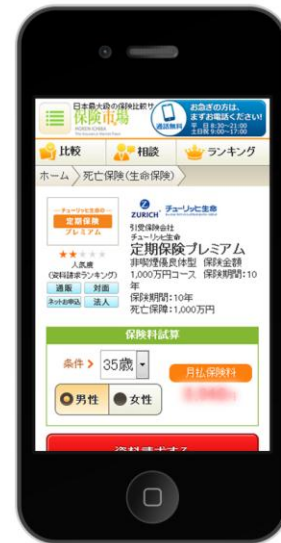 日本最大級の保険比較サ
保険市場
HOKEN ICHIBA
通話無料
お急ぎの方は、
まずお電話ください!
平 日 8:30~21:00
土日祝 9:00~17:00
比較
相談
ランキング
ホーム
死亡保険(生命保険)
チューリッヒ生命の
定期保険
プレミアム
ZURICH
チューリッヒ生命
引受保険会社
チューリッヒ生命
定期保険プレミアム
非喫煙優良体型 保険金額
1,000万円コース 保険期間:10
年
保険期間:10年
死亡保障:1,000万円
人気度
(資料請求ランキング)
通販
対面
ネットお申込
法人
保険料試算
条件
35歳
月払保険料
男性
女性
資料請求する